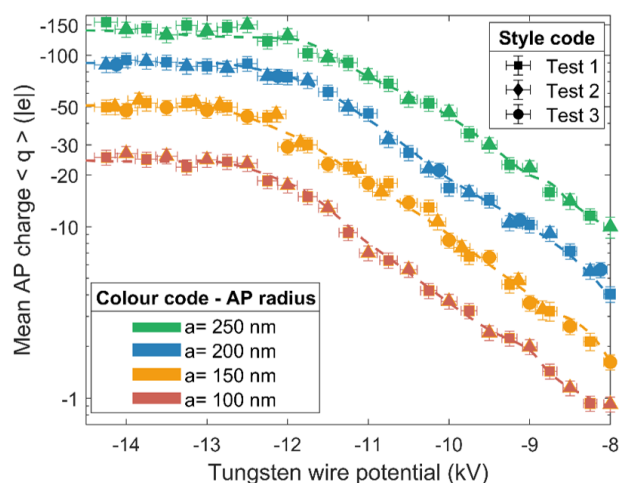 Mean AP charge < q > (|e|)
-150
-100
-50
-30
-20
-10
-1
Style code
Test 1
Test 2
Test 3
Colour code - AP radius
a= 250 nm
a= 200 nm
a= 150 nm
a= 100 nm
-14 -13 -12 -11 -10 -9 -8
Tungsten wire potential (kV)